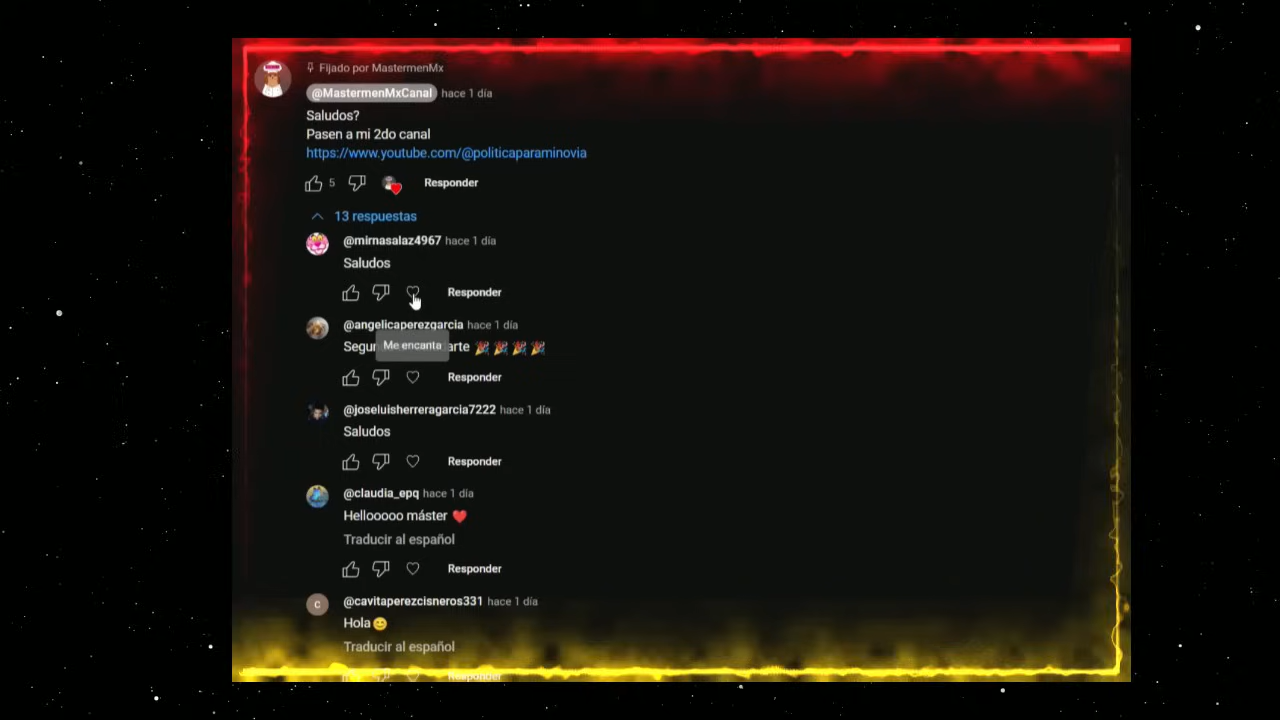 Fijado por MastermenMx
@MastermenMxCanal hace 1 día
Saludos?
Pasen a mi 2do canal
https://www.youtube.com/@politicaparaminovia
5 Responder
13 respuestas
@mirnasalaz4967 hace 1 día
Saludos
Responder
@angelicaperezgarcia hace 1 día
Me encanta
🎉🎉🎉🎉
Responder
@joseluisherreragarcia7222 hace 1 día
Saludos
Responder
@claudia_epq hace 1 día
Hellooooo máster ❤️
Traducir al español
Responder
C
@cavitaperezcisneros331 hace 1 día
Hola😊
Traducir al español
Responder